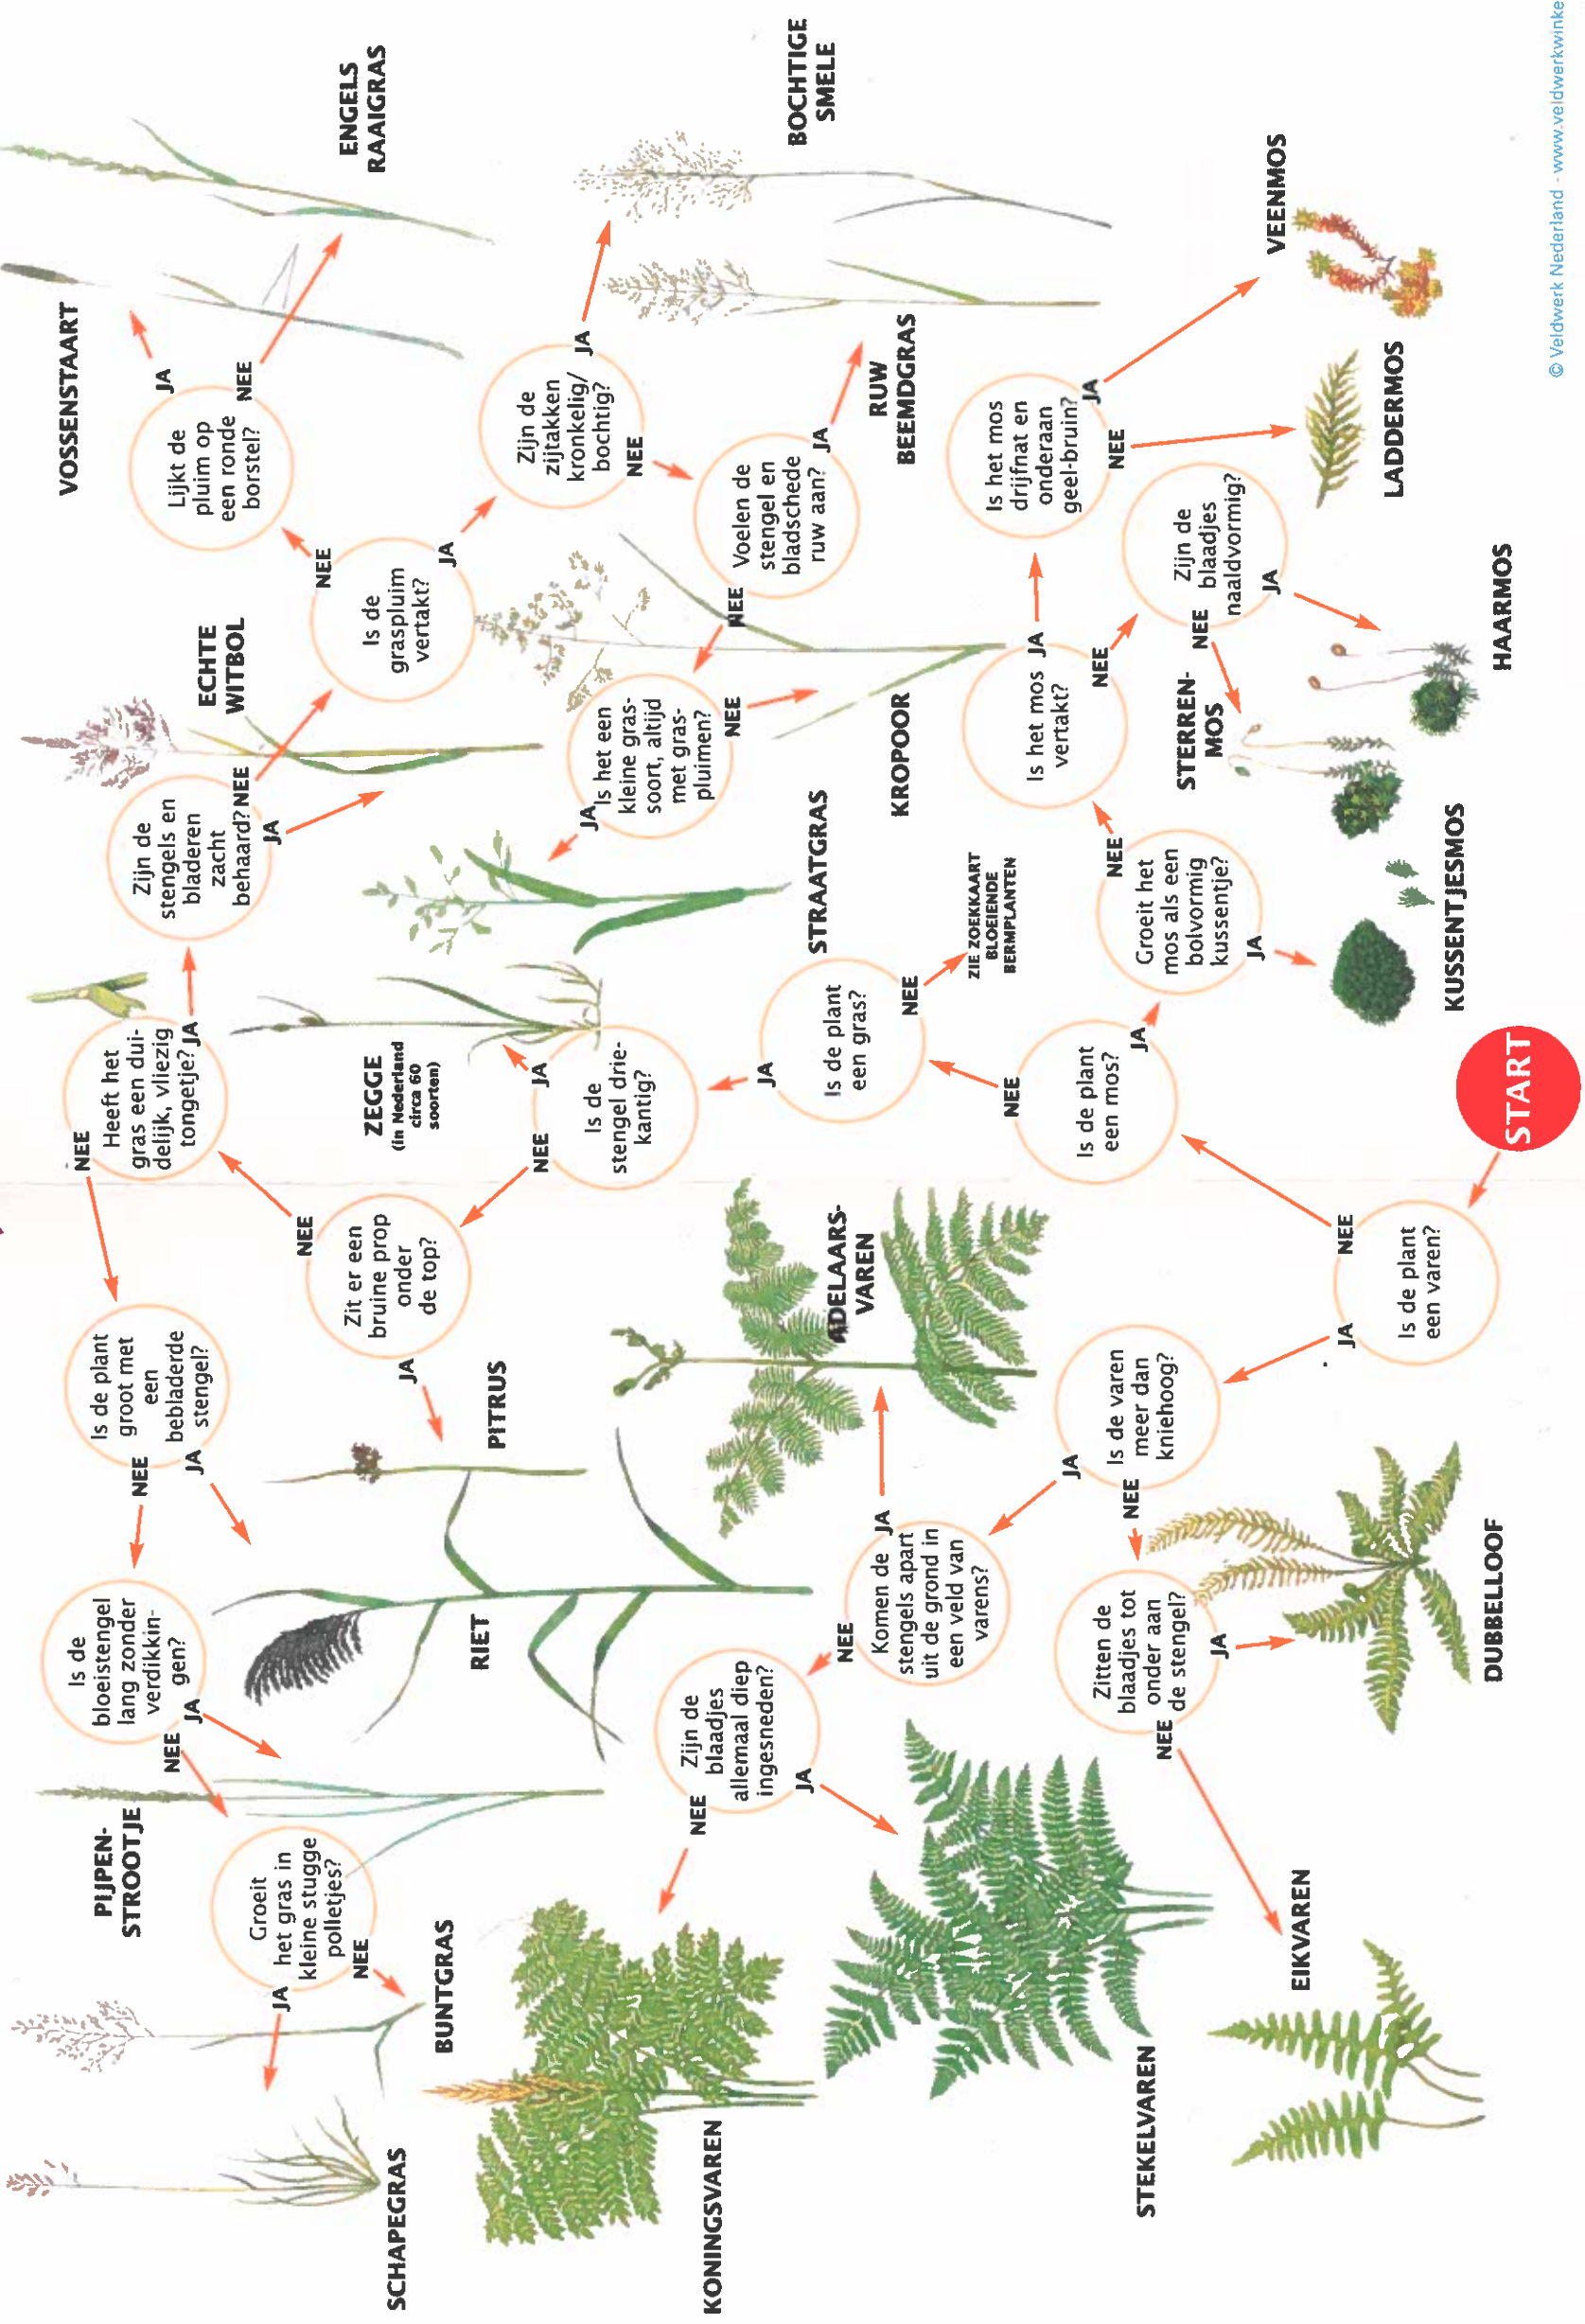 SCHAPEGRAS
JA
Groeit
het gras in
kleine stugge
polletjes?
NEE
BUNTGRAS
PIJPEN-
STROOTJE
NEE
JA
Is de
bloeistengel
lang zonder
verdikkin-
gen?
NEE
JA
Is de plant
groot met
een
bebladerde
stengel?
RIET
PITRUS
JA
Zit er een
bruine prop
onder
de top?
NEE
NEE
Heeft het
gras een dui-
delijk, vliezig
tongetje?
JA
ZEGGE
(in Nederland
circa 60
soorten)
NEE
JA
Is de
stengel drie-
kantig?
Zijn de
stengels en
bladeren
zacht
behaard?
NEE
JA
ECHTE
WITBOL
Is de
graspluim
vertakt?
NEE
JA
Lijkt de
pluim op
een ronde
borstel?
JA
NEE
VOSSENSTAART
ENGELS
RAAIGRAS
Zijn de
zijtakken
kronkelig/
bochtig?
NEE
JA
BOCHTIGE
SMELE
Voelen de
stengel en
bladschede
ruw aan?
NEE
JA
RUW
BEEMDGRAS
Is het een
kleine gras-
soort, altijd
met gras-
pluimen?
JA
NEE
STRAATGRAS
KROPOOR
JA
Is de plant
een gras?
NEE
ZIE ZOEKKAART
BLOEIENDE
BERMPLANTEN
NEE
Is de plant
een mos?
JA
Groeit het
mos als een
bolvormig
kussentje?
JA
NEE
KUSSENTJESMOS
Is het mos
vertakt?
JA
NEE
Is het mos
drijfnat en
onderaan
geel-bruin?
NEE
JA
VEENMOS
LADDERMOS
Zijn de
blaadjes
naaldvormig?
NEE
JA
STERREN-
MOS
HAARMOS
START
Is de plant
een varen?
JA
NEE
Is de varen
meer dan
kniehoog?
NEE
JA
Komen de
stengels apart
uit de grond in
een veld van
varens?
NEE
JA
ADELAARS-
VAREN
Zijn de
blaadjes
allemaal diep
ingesneden?
NEE
JA
KONINGSVAREN
STEKELVAREN
Zitten de
blaadjes tot
onder aan
de stengel?
NEE
JA
DUBBELLOOF
EIKVAREN
© Veldwerk Nederland - www.veldwerkwinke